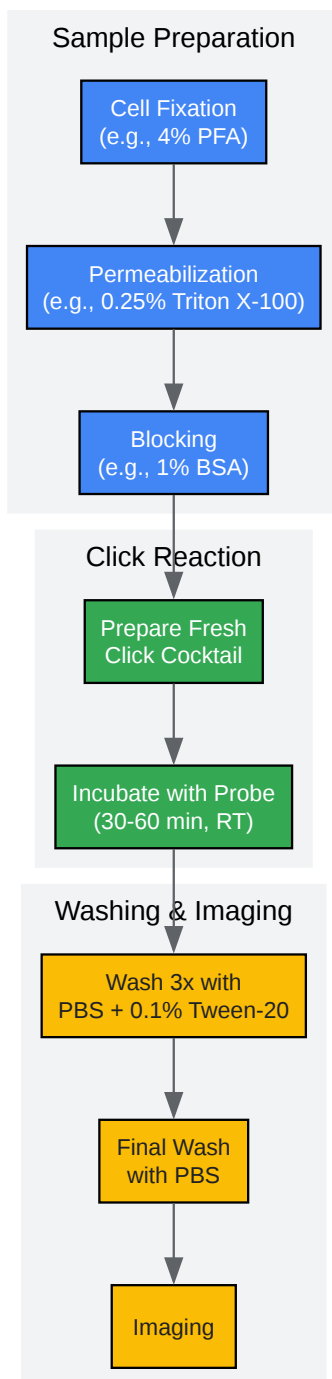 Sample Preparation
Cell Fixation
(e.g., 4% PFA)
Permeabilization
(e.g., 0.25% Triton X-100)
Blocking
(e.g., 1% BSA)
Click Reaction
Prepare Fresh
Click Cocktail
Incubate with Probe
(30-60 min, RT)
Washing & Imaging
Wash 3x with
PBS + 0.1% Tween-20
Final Wash
with PBS
Imaging